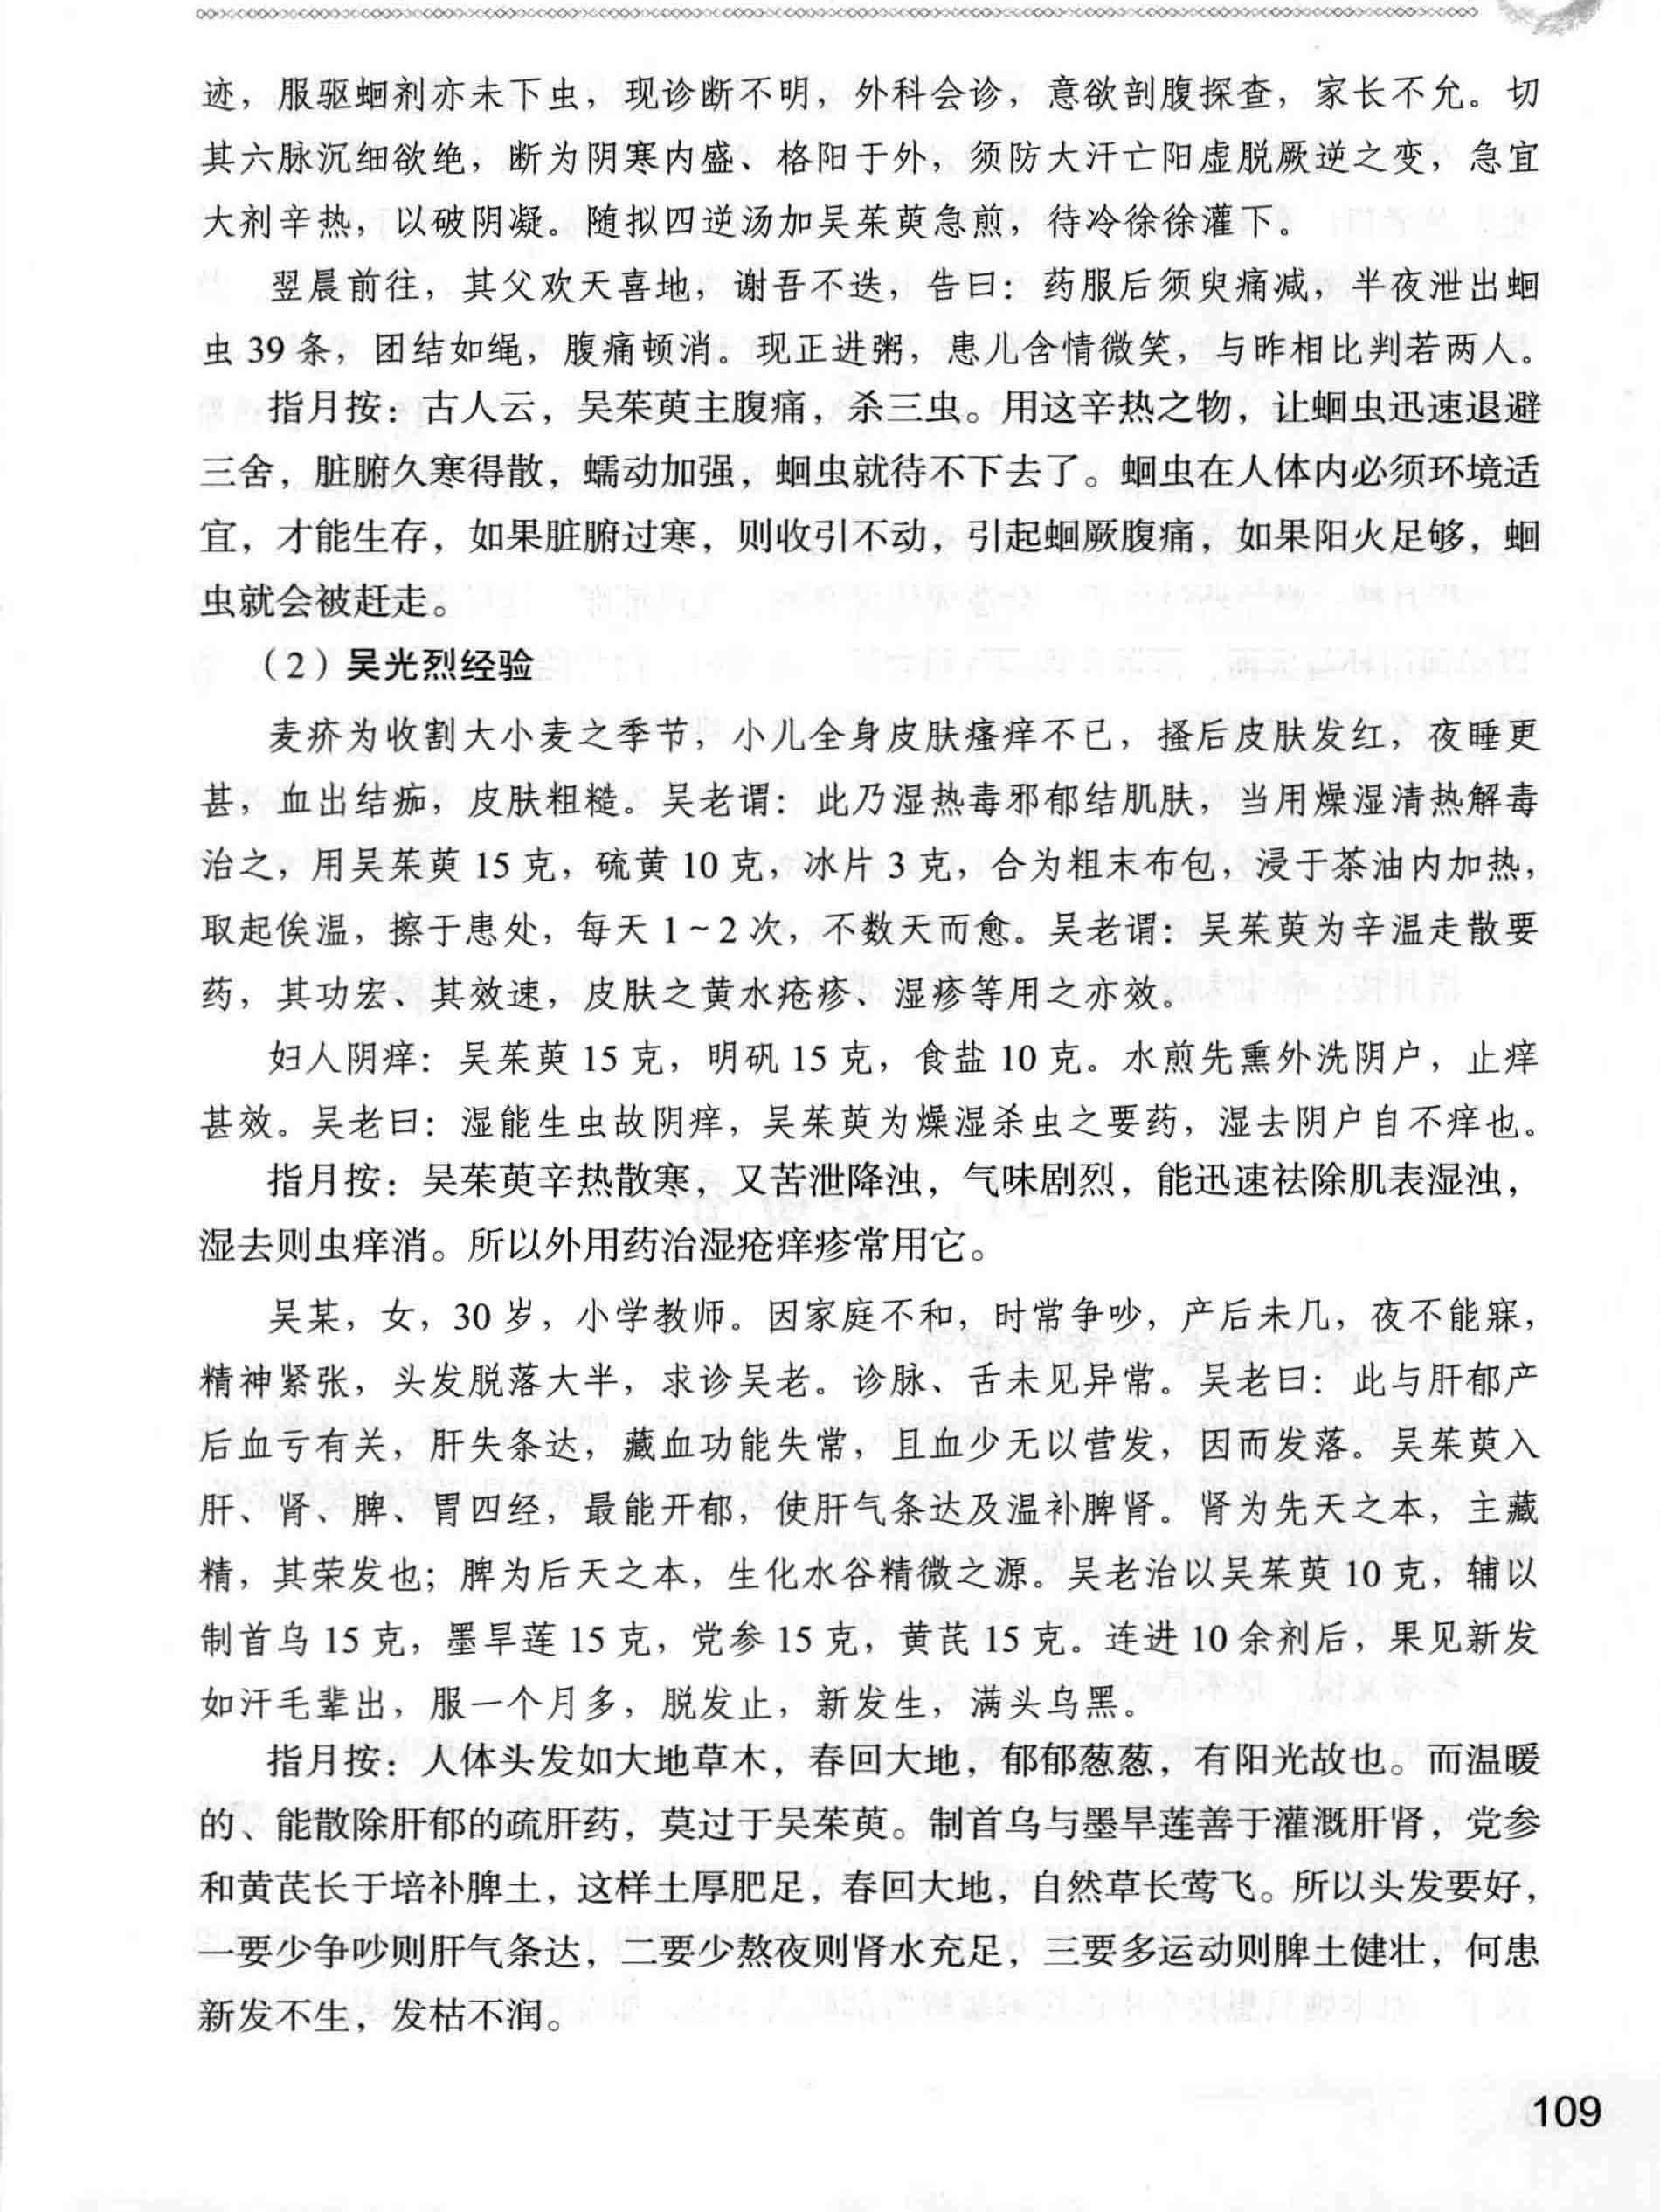 迹，服驱蛔剂亦未下虫，现诊断不明，外科会诊，意欲剖腹探查，家长不允。切
其六脉沉细欲绝，断为阴寒内盛、格阳于外，须防大汗亡阳虚脱厥逆之变，急宜
大剂辛热，以破阴凝。随拟四逆汤加吴茱萸急煎，待冷徐徐灌下。
翌晨前往，其父欢天喜地，谢吾不迭，告曰：药服后须臾痛减，半夜泄出蛔
虫 39 条，团结如绳，腹痛顿消。现正进粥，患儿含情微笑，与昨相比判若两人。
指月按：古人云，吴茱萸主腹痛，杀三虫。用这辛热之物，让蛔虫迅速退避
三舍，脏腑久寒得散，蠕动加强，蛔虫就待不下去了。蛔虫在人体内必须环境适
宜，才能生存，如果脏腑过寒，则收引不动，引起蛔厥腹痛，如果阳火足够，蛔
虫就会被赶走。
（2）吴光烈经验
麦疥为收割大小麦之季节，小儿全身皮肤瘙痒不已，搔后皮肤发红，夜睡更
甚，血出结痂，皮肤粗糙。吴老谓：此乃湿热毒邪郁结肌肤，当用燥湿清热解毒
治之，用吴茱萸 15 克，硫黄 10 克，冰片 3 克，合为粗末布包，浸于茶油内加热，
取起俟温，擦于患处，每天 1～2 次，不数天而愈。吴老谓：吴茱萸为辛温走散要
药，其功宏、其效速，皮肤之黄水疮疹、湿疹等用之亦效。
妇人阴痒：吴茱萸 15 克，明矾 15 克，食盐 10 克。水煎先熏外洗阴户，止痒
甚效。吴老曰：湿能生虫故阴痒，吴茱萸为燥湿杀虫之要药，湿去阴户自不痒也。
指月按：吴茱萸辛热散寒，又苦泄降浊，气味剧烈，能迅速祛除肌表湿浊，
湿去则虫痒消。所以外用药治湿疮痒疹常用它。
吴某，女，30 岁，小学教师。因家庭不和，时常争吵，产后未几，夜不能寐，
精神紧张，头发脱落大半，求诊吴老。诊脉、舌未见异常。吴老曰：此与肝郁产
后血亏有关，肝失条达，藏血功能失常，且血少无以营发，因而发落。吴茱萸入
肝、肾、脾、胃四经，最能开郁，使肝气条达及温补脾肾。肾为先天之本，主藏
精，其荣发也；脾为后天之本，生化水谷精微之源。吴老治以吴茱萸 10 克，辅以
制首乌 15 克，墨旱莲 15 克，党参 15 克，黄芪 15 克。连进 10 余剂后，果见新发
如汗毛辈出，服一个月多，脱发止，新发生，满头乌黑。
指月按：人体头发如大地草木，春回大地，郁郁葱葱，有阳光故也。而温暖
的、能散除肝郁的疏肝药，莫过于吴茱萸。制首乌与墨旱莲善于灌溉肝肾，党参
和黄芪长于培补脾土，这样土厚肥足，春回大地，自然草长莺飞。所以头发要好，
一要少争吵则肝气条达，二要少熬夜则肾水充足，三要多运动则脾土健壮，何患
新发不生，发枯不润。
109